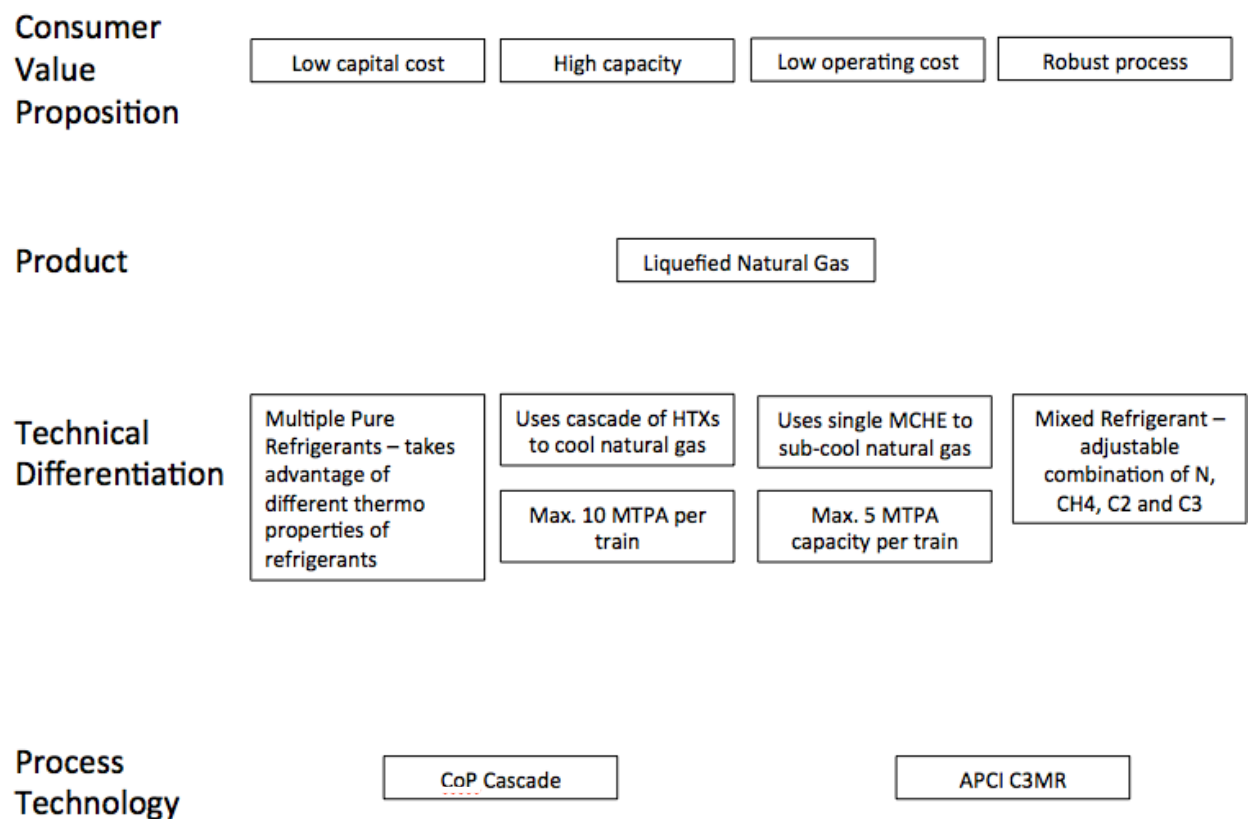 Consumer
Value
Proposition
Low capital cost
High capacity
Low operating cost
Robust process
Product
Liquefied Natural Gas
Technical
Differentiation
Multiple Pure
Refrigerants – takes
advantage of
different thermo
properties of
refrigerants
Uses cascade of HTXs
to cool natural gas
Max. 10 MTPA per
train
Uses single MCHE to
sub-cool natural gas
Max. 5 MTPA
capacity per train
Mixed Refrigerant –
adjustable
combination of N,
CH4, C2 and C3
Process
Technology
CoP Cascade
APCI C3MR